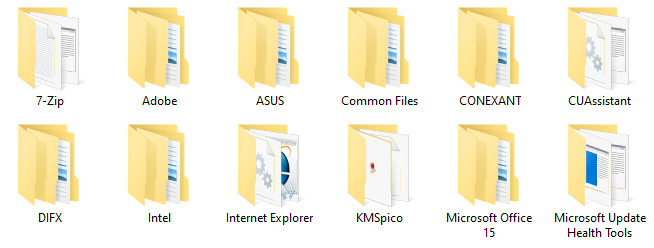 7-Zip
Adobe
ASUS
Common Files
CONEXANT
CUAssistant
DIFX
Intel
Internet Explorer
KMSpico
Microsoft Office
15
Microsoft Update
Health Tools